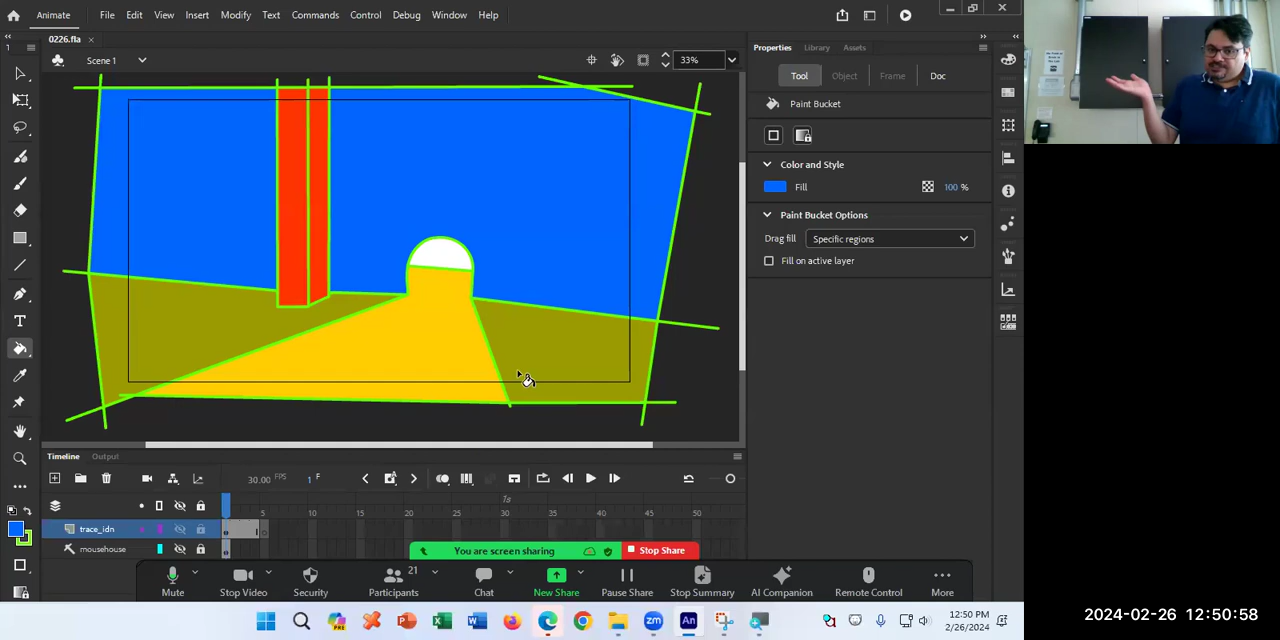 Animate File Edit View Insert Modify Text Commands Control Debug Window Help
0226.fla
Scene 1 33%
Properties Library Assets
Tool Object Frame Doc
Paint Bucket
Color and Style
Fill 100 %
Paint Bucket Options
Drag fill Specific regions
Fill on active layer
Timeline Output
30.00 FPS 1 F
1s
5 10 15 20 25 30 35 40 45 50
trace_idn
mousehouse
You are screen sharing Stop Share
21
Mute Stop Video Security Participants Chat New Share Pause Share Stop Summary AI Companion Remote Control More
12:50 PM
2/26/2024
2024-02-26 12:50:58